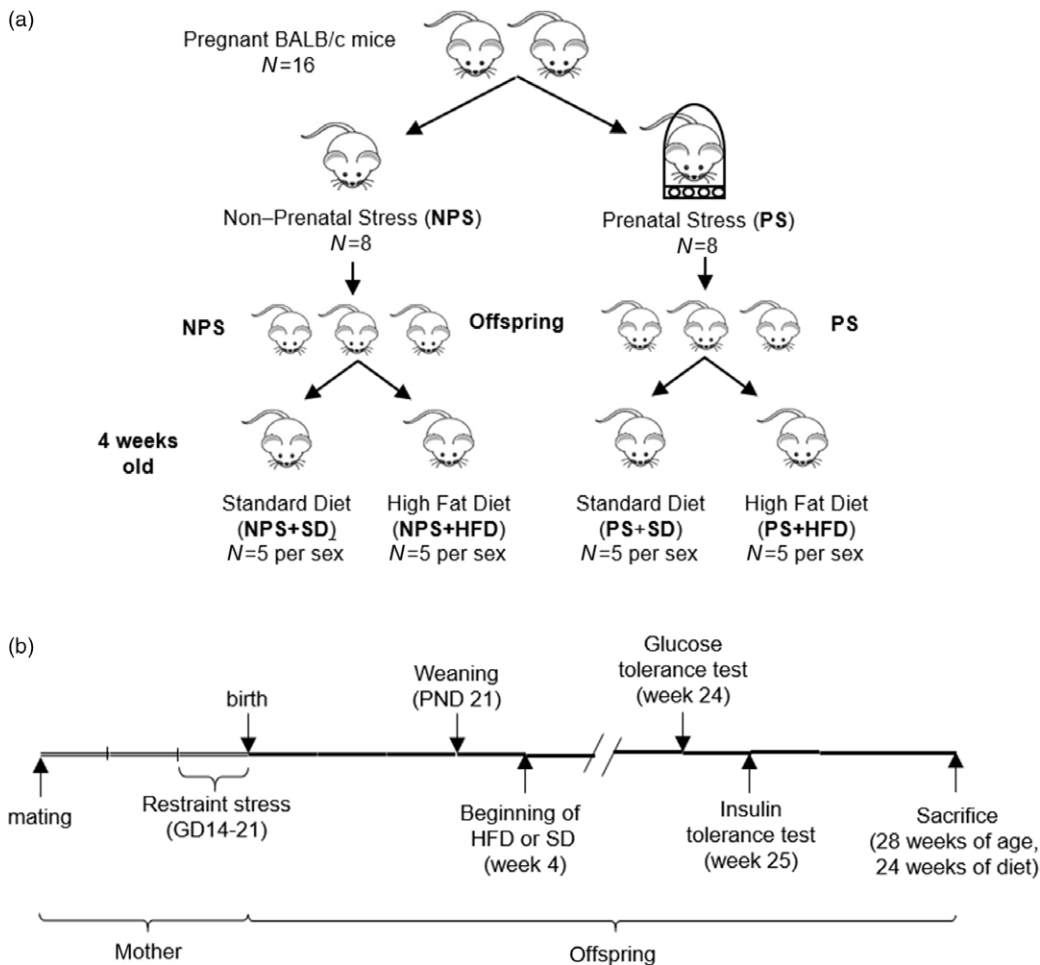 (a)
Pregnant BALB/c mice
N=16
Non–Prenatal Stress (NPS)
N=8
Prenatal Stress (PS)
N=8
NPS
Offspring
PS
4 weeks
old
Standard Diet
(NPS+SD)
N=5 per sex
High Fat Diet
(NPS+HFD)
N=5 per sex
Standard Diet
(PS+SD)
N=5 per sex
High Fat Diet
(PS+HFD)
N=5 per sex
(b)
birth
Weaning
(PND 21)
Glucose
tolerance test
(week 24)
mating
Restraint stress
(GD14-21)
Beginning of
HFD or SD
(week 4)
Insulin
tolerance test
(week 25)
Sacrifice
(28 weeks of age,
24 weeks of diet)
Mother
Offspring